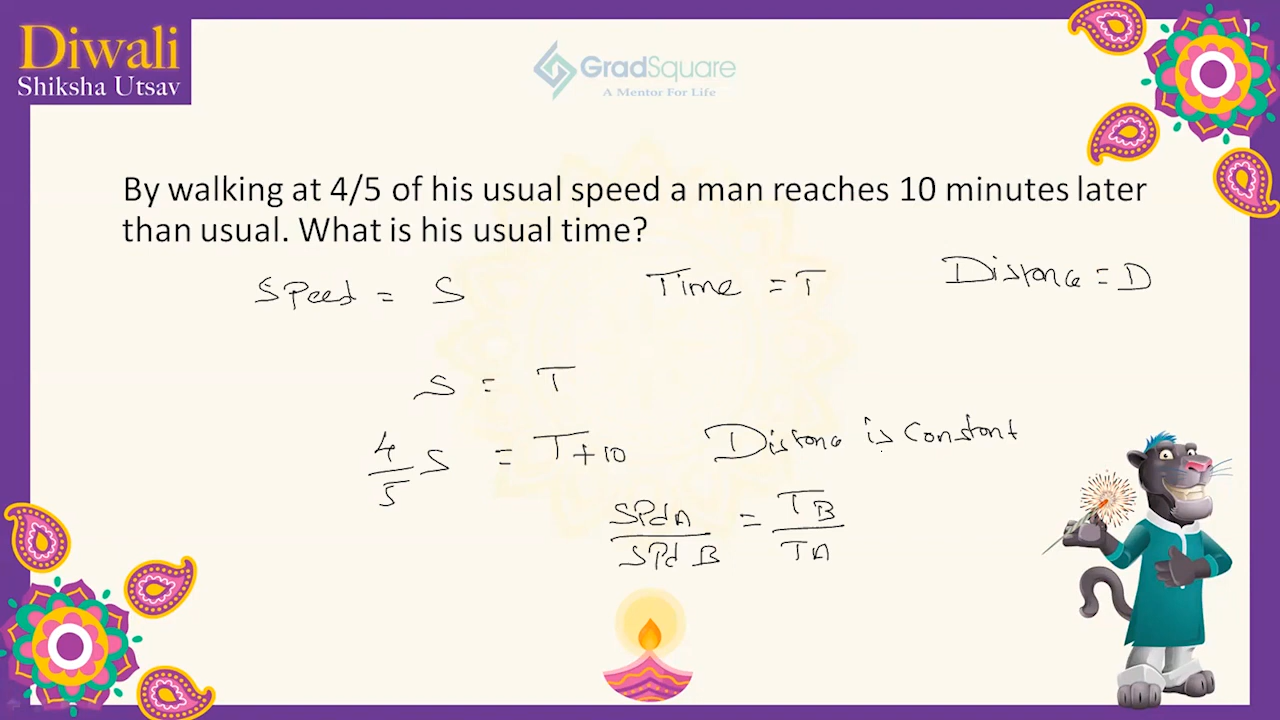 Diwali
Shiksha Utsav
GradSquare
A Mentor For Life
By walking at 4/5 of his usual speed a man reaches 10 minutes later
than usual. What is his usual time?
Speed = S Time = T Distance = D
S = T
4/5 S = T+10 Distance is Constant
SPd A / SPd B = TB / TA